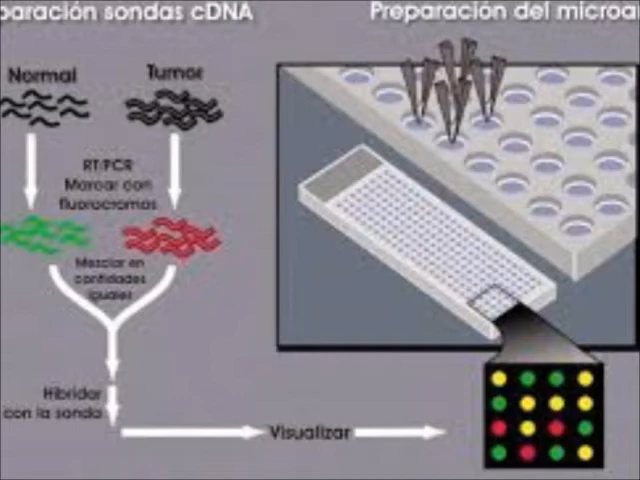 paración sondas cDNA
Preparación del microa
Normal
Tumor
RT/PCR
Marcar con
fluorocromos
Mezclar en
cantidades
iguales
Hibridar
con la sonda
Visualizar